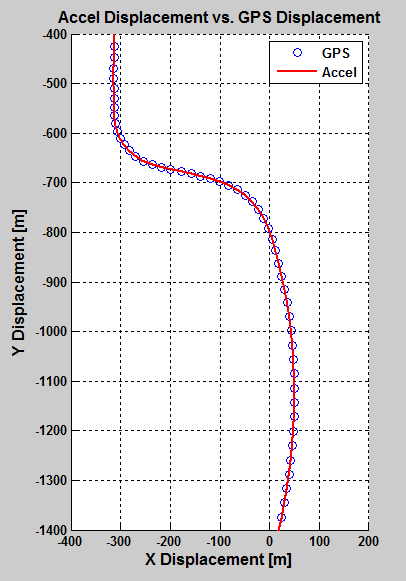 Accel Displacement vs. GPS Displacement
GPS
Accel
-400
-500
-600
-700
-800
-900
-1000
-1100
-1200
-1300
-1400
Y Displacement [m]
-400 -300 -200 -100 0 100 200
X Displacement [m]